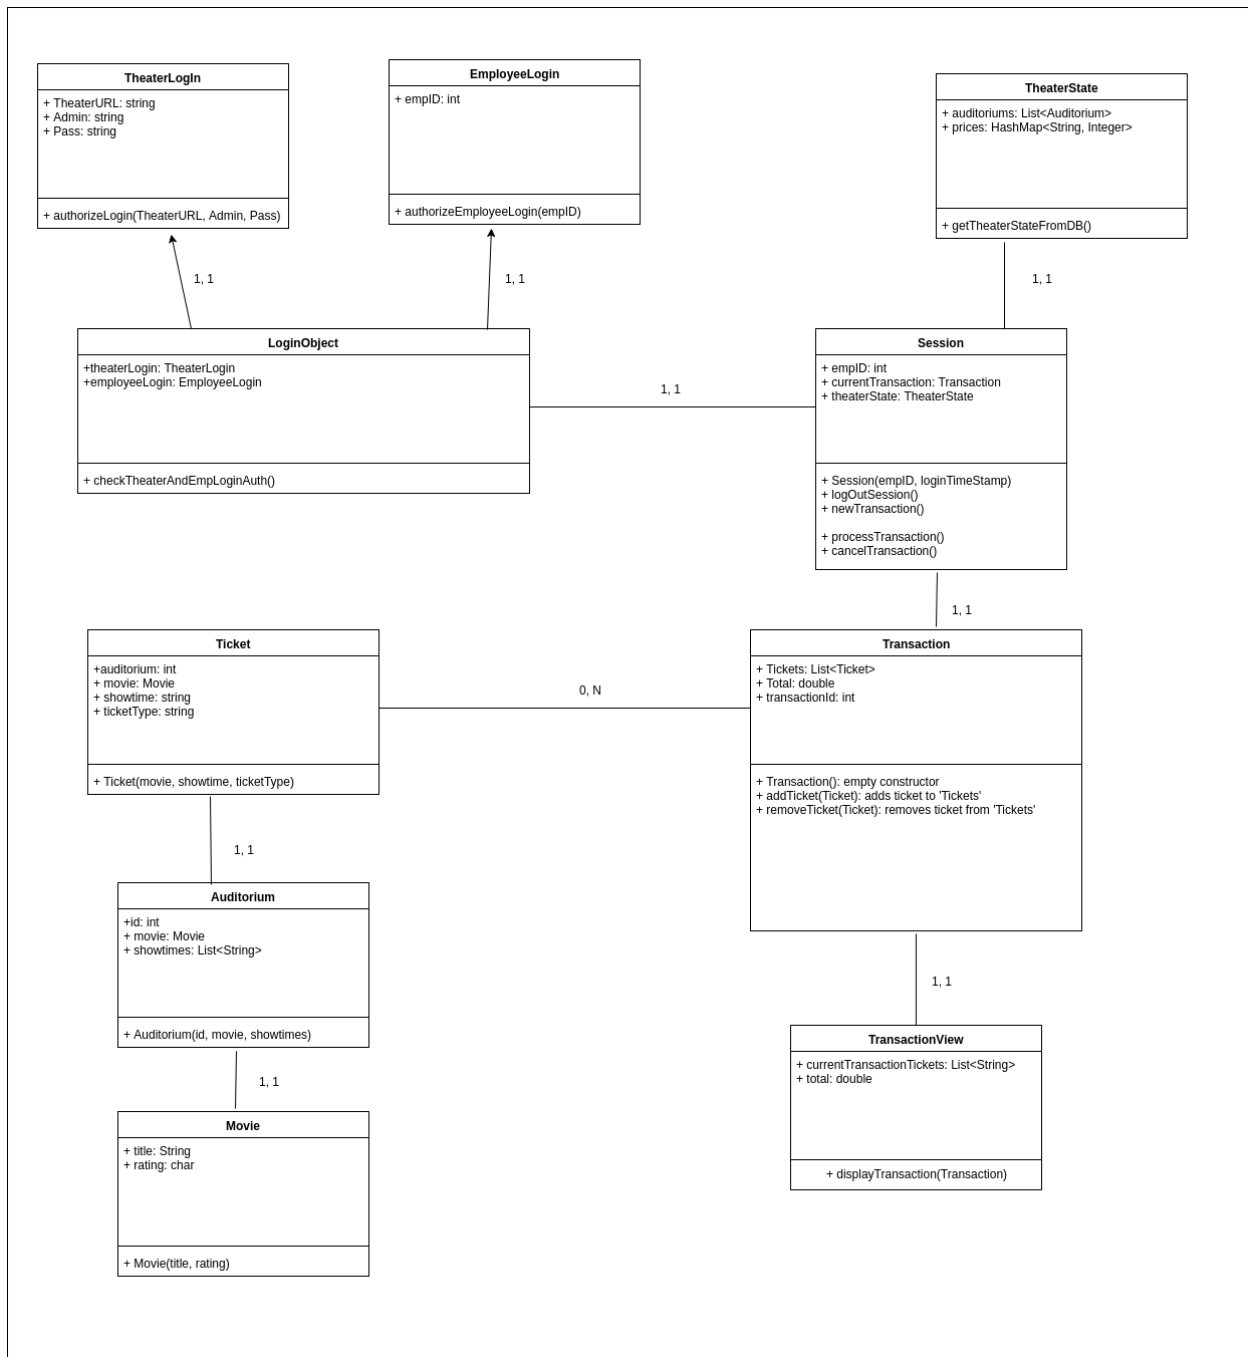 TheaterLogIn
+ TheaterURL: string
+ Admin: string
+ Pass: string
+ authorizeLogin(TheaterURL, Admin, Pass)
EmployeeLogin
+ empID: int
+ authorizeEmployeeLogin(empID)
TheaterState
+ auditoriums: List<Auditorium>
+ prices: HashMap<String, Integer>
+ getTheaterStateFromDB()
1, 1
1, 1
1, 1
LoginObject
+theaterLogin: TheaterLogin
+employeeLogin: EmployeeLogin
+ checkTheaterAndEmpLoginAuth()
1, 1
Session
+ empID: int
+ currentTransaction: Transaction
+ theaterState: TheaterState
+ Session(empID, loginTimeStamp)
+ logOutSession()
+ newTransaction()
+ processTransaction()
+ cancelTransaction()
1, 1
Ticket
+auditorium: int
+ movie: Movie
+ showtime: string
+ ticketType: string
+ Ticket(movie, showtime, ticketType)
0, N
Transaction
+ Tickets: List<Ticket>
+ Total: double
+ transactionId: int
+ Transaction(): empty constructor
+ addTicket(Ticket): adds ticket to 'Tickets'
+ removeTicket(Ticket): removes ticket from 'Tickets'
1, 1
Auditorium
+id: int
+ movie: Movie
+ showtimes: List<String>
+ Auditorium(id, movie, showtimes)
1, 1
1, 1
Movie
+ title: String
+ rating: char
+ Movie(title, rating)
TransactionView
+ currentTransactionTickets: List<String>
+ total: double
+ displayTransaction(Transaction)